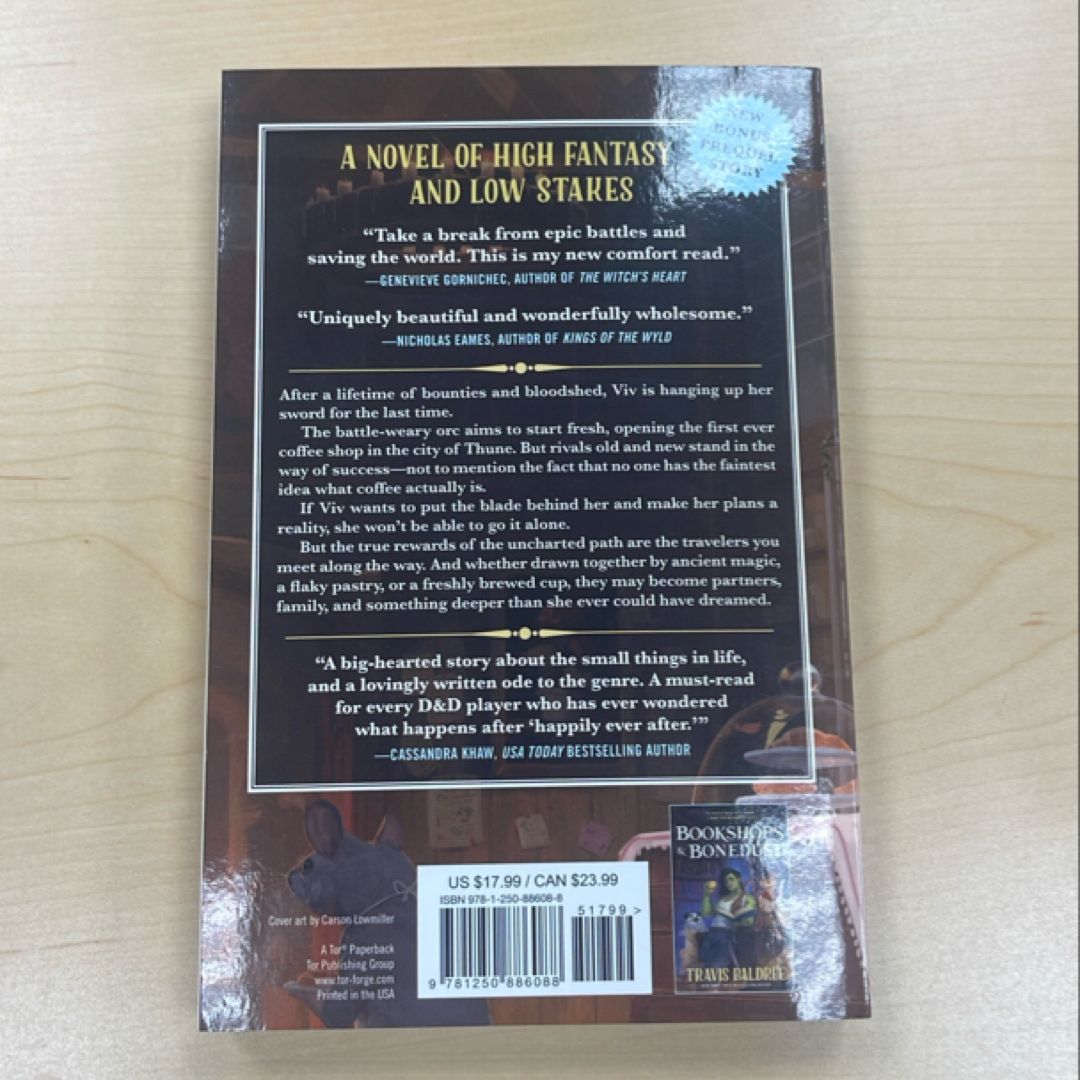 NEW
BONUS
PREQUEL
STORY
A NOVEL OF HIGH FANTASY
AND LOW STAKES
“Take a break from epic battles and
saving the world. This is my new comfort read.”
—GENEVIEVE GORNICHEC, AUTHOR OF THE WITCH'S HEART
“Uniquely beautiful and wonderfully wholesome.”
—NICHOLAS EAMES, AUTHOR OF KINGS OF THE WYLD
After a lifetime of bounties and bloodshed, Viv is hanging up her
sword for the last time.
The battle-weary orc aims to start fresh, opening the first ever
coffee shop in the city of Thune. But rivals old and new stand in the
way of success—not to mention the fact that no one has the faintest
idea what coffee actually is.
If Viv wants to put the blade behind her and make her plans a
reality, she won't be able to go it alone.
But the true rewards of the uncharted path are the travelers you
meet along the way. And whether drawn together by ancient magic,
a flaky pastry, or a freshly brewed cup, they may become partners,
family, and something deeper than she ever could have dreamed.
“A big-hearted story about the small things in life,
and a lovingly written ode to the genre. A must-read
for every D&D player who has ever wondered
what happens after ‘happily ever after.’”
—CASSANDRA KHAW, USA TODAY BESTSELLING AUTHOR
Cover art by Carson Lowmiller
A Tor® Paperback
Tor Publishing Group
www.tor-forge.com
Printed in the USA
US $17.99 / CAN $23.99
ISBN 978-1-250-88608-8
51799 >
9 781250 886088
BOOKSHOPS
& BONEDUST
TRAVIS BALDREE